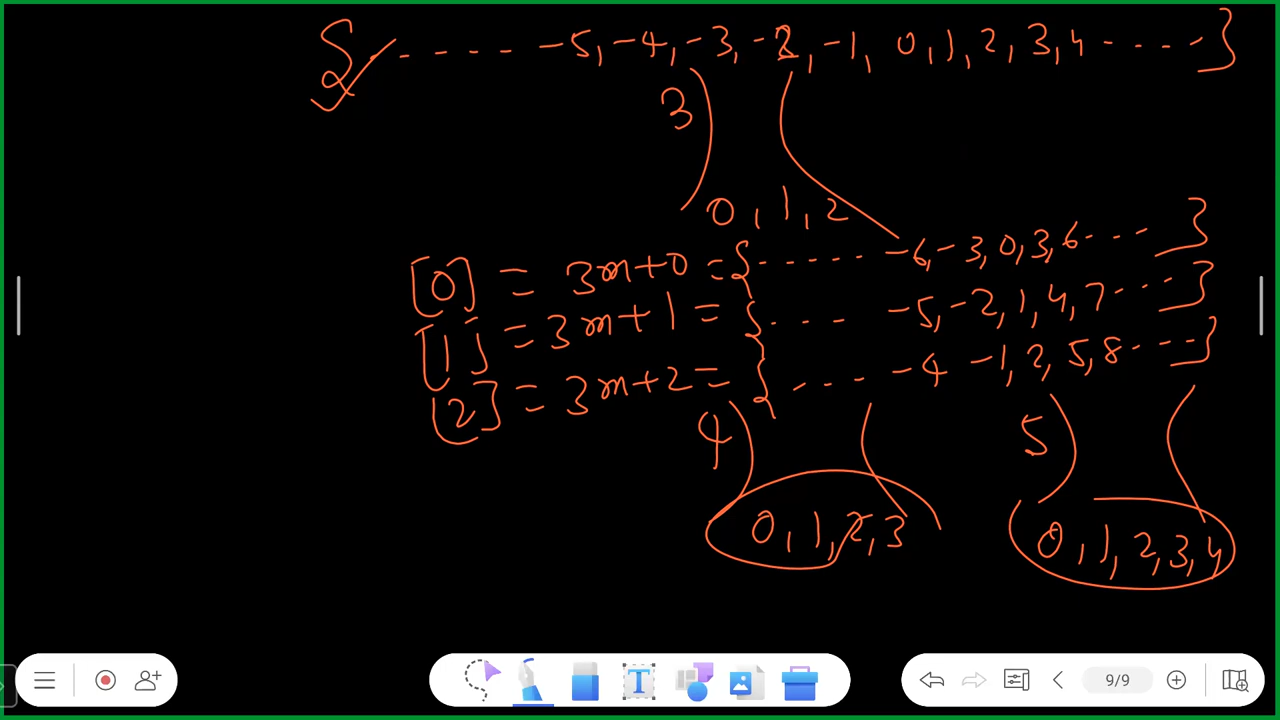 { ..... -5, -4, -3, -2, -1, 0, 1, 2, 3, 4 ..... }
3
0, 1, 2
[0] = 3m+0 = { ...... -6, -3, 0, 3, 6 ..... }
[1] = 3m+1 = { ..... -5, -2, 1, 4, 7 .... }
[2] = 3m+2 = { ..... -4 -1, 2, 5, 8 ..... }
4 5
0, 1, 2, 3 0, 1, 2, 3, 4
T 9/9